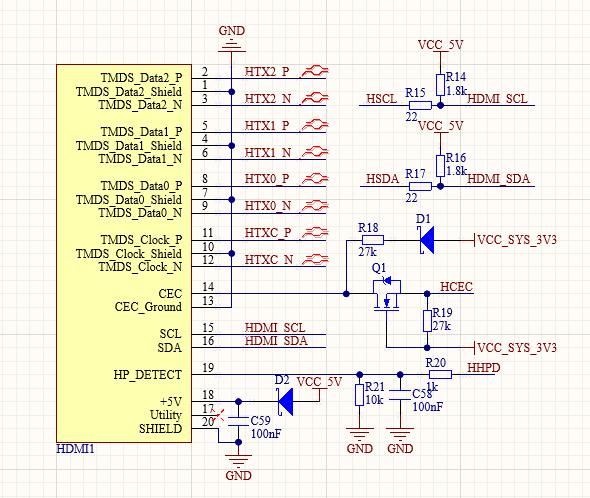 GND
VCC_5V
TMDS_Data2_P 2 HTX2_P
TMDS_Data2_Shield 1
TMDS_Data2_N 3 HTX2_N
R14
1.8k
HSCL R15 HDMI_SCL
22
VCC_5V
TMDS_Data1_P 5 HTX1_P
TMDS_Data1_Shield 4
TMDS_Data1_N 6 HTX1_N
R16
1.8k
HSDA R17 HDMI_SDA
22
TMDS_Data0_P 8 HTX0_P
TMDS_Data0_Shield 7
TMDS_Data0_N 9 HTX0_N
TMDS_Clock_P 11 HTXC_P
TMDS_Clock_Shield 10
TMDS_Clock_N 12 HTXC_N
R18 D1
27k VCC_SYS_3V3
Q1
CEC 14 HCEC
CEC_Ground 13
R19
27k
SCL 15 HDMI_SCL
SDA 16 HDMI_SDA
VCC_SYS_3V3
HP_DETECT 19 R20 HHPD
1k
D2 VCC_5V
R21
10k
C58
100nF
+5V 18
Utility 17
SHIELD 20
C59
100nF
GND GND
HDMI1
GND